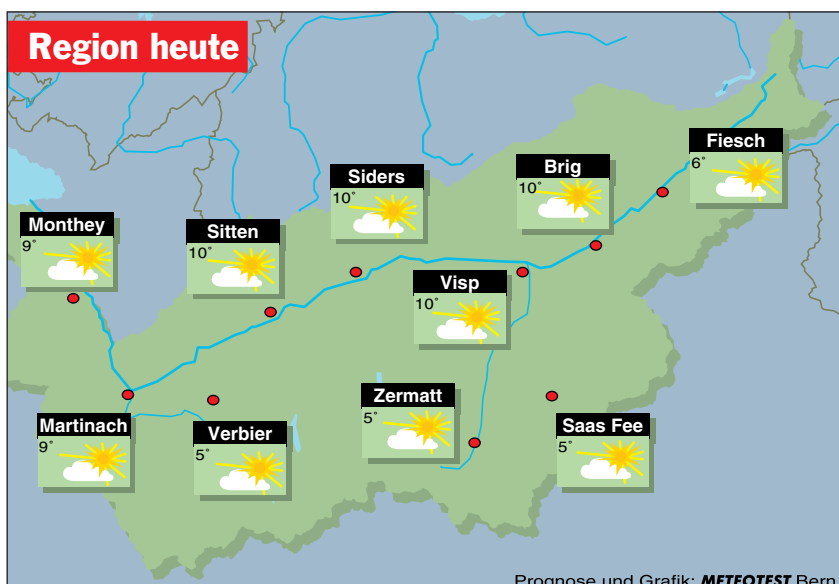 Region heute
Fiesch
6°
Brig
10°
Siders
10°
Monthey
9°
Sitten
10°
Visp
10°
Zermatt
5°
Martinach
9°
Verbier
5°
Saas Fee
5°
Prognose und Grafik: METEOTEST Bern